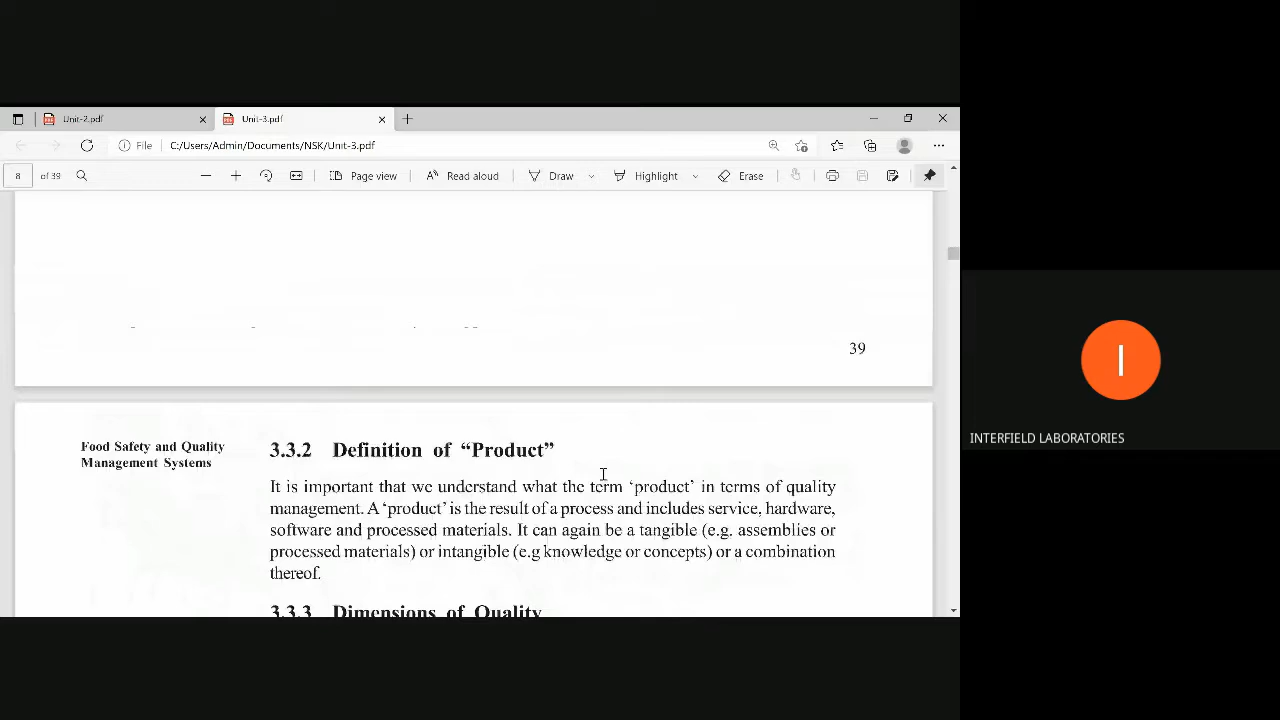 Unit-2.pdf
Unit-3.pdf
File
C:/Users/Admin/Documents/NSK/Unit-3.pdf
8 of 39
Page view
Read aloud
Draw
Highlight
Erase
39
Food Safety and Quality
Management Systems
3.3.2 Definition of “Product”
It is important that we understand what the term ‘product’ in terms of quality
management. A ‘product’ is the result of a process and includes service, hardware,
software and processed materials. It can again be a tangible (e.g. assemblies or
processed materials) or intangible (e.g knowledge or concepts) or a combination
thereof.
3.3.3 Dimensions of Quality
I
INTERFIELD LABORATORIES